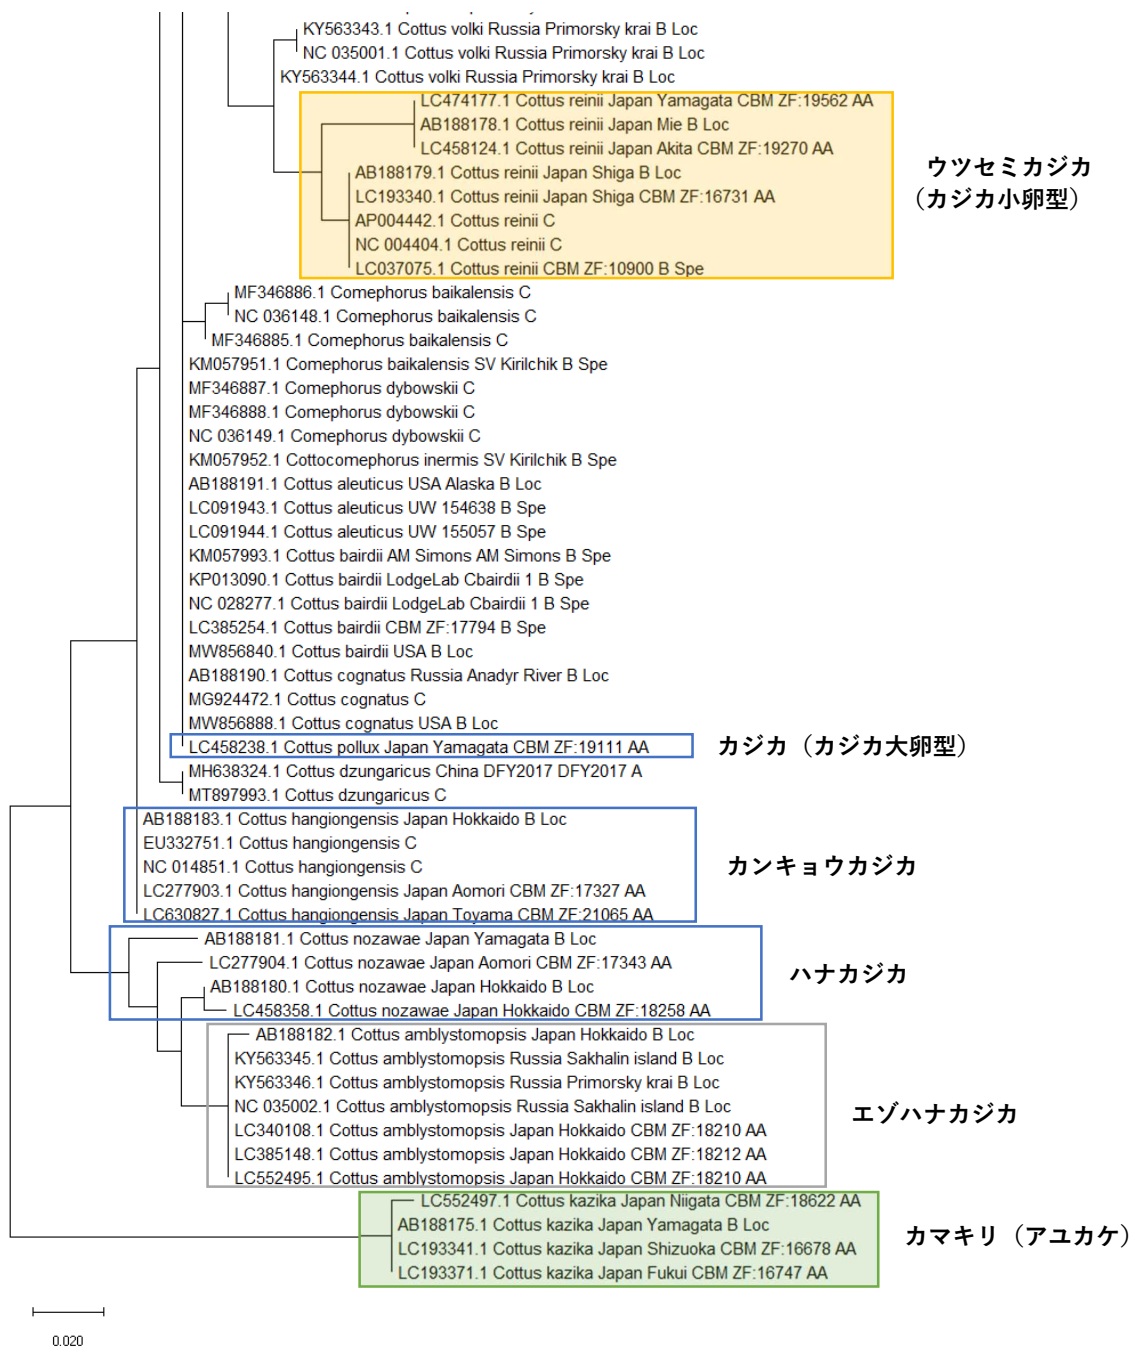 KY563343.1 Cottus volki Russia Primorsky krai B Loc
NC 035001.1 Cottus volki Russia Primorsky krai B Loc
KY563344.1 Cottus volki Russia Primorsky krai B Loc
LC474177.1 Cottus reinii Japan Yamagata CBM ZF:19562 AA
AB188178.1 Cottus reinii Japan Mie B Loc
LC458124.1 Cottus reinii Japan Akita CBM ZF:19270 AA
AB188179.1 Cottus reinii Japan Shiga B Loc
LC193340.1 Cottus reinii Japan Shiga CBM ZF:16731 AA
AP004442.1 Cottus reinii C
NC 004404.1 Cottus reinii C
LC037075.1 Cottus reinii CBM ZF:10900 B Spe
ウツセミカジカ
（カジカ小卵型）
MF346886.1 Comephorus baikalensis C
NC 036148.1 Comephorus baikalensis C
MF346885.1 Comephorus baikalensis C
KM057951.1 Comephorus baikalensis SV Kirilchik B Spe
MF346887.1 Comephorus dybowskii C
MF346888.1 Comephorus dybowskii C
NC 036149.1 Comephorus dybowskii C
KM057952.1 Cottocomephorus inermis SV Kirilchik B Spe
AB188191.1 Cottus aleuticus USA Alaska B Loc
LC091943.1 Cottus aleuticus UW 154638 B Spe
LC091944.1 Cottus aleuticus UW 155057 B Spe
KM057993.1 Cottus bairdii AM Simons AM Simons B Spe
KP013090.1 Cottus bairdii LodgeLab Cbairdii 1 B Spe
NC 028277.1 Cottus bairdii LodgeLab Cbairdii 1 B Spe
LC385254.1 Cottus bairdii CBM ZF:17794 B Spe
MW856840.1 Cottus bairdii USA B Loc
AB188190.1 Cottus cognatus Russia Anadyr River B Loc
MG924472.1 Cottus cognatus C
MW856888.1 Cottus cognatus USA B Loc
LC458238.1 Cottus pollux Japan Yamagata CBM ZF:19111 AA
カジカ（カジカ大卵型）
MH638324.1 Cottus dzungaricus China DFY2017 DFY2017 A
MT897993.1 Cottus dzungaricus C
AB188183.1 Cottus hangiongensis Japan Hokkaido B Loc
EU332751.1 Cottus hangiongensis C
NC 014851.1 Cottus hangiongensis C
LC277903.1 Cottus hangiongensis Japan Aomori CBM ZF:17327 AA
LC630827.1 Cottus hangiongensis Japan Toyama CBM ZF:21065 AA
カンキョウカジカ
AB188181.1 Cottus nozawae Japan Yamagata B Loc
LC277904.1 Cottus nozawae Japan Aomori CBM ZF:17343 AA
AB188180.1 Cottus nozawae Japan Hokkaido B Loc
LC458358.1 Cottus nozawae Japan Hokkaido CBM ZF:18258 AA
ハナカジカ
AB188182.1 Cottus amblystomopsis Japan Hokkaido B Loc
KY563345.1 Cottus amblystomopsis Russia Sakhalin island B Loc
KY563346.1 Cottus amblystomopsis Russia Primorsky krai B Loc
NC 035002.1 Cottus amblystomopsis Russia Sakhalin island B Loc
LC340108.1 Cottus amblystomopsis Japan Hokkaido CBM ZF:18210 AA
LC385148.1 Cottus amblystomopsis Japan Hokkaido CBM ZF:18212 AA
LC552495.1 Cottus amblystomopsis Japan Hokkaido CBM ZF:18210 AA
エゾハナカジカ
LC552497.1 Cottus kazika Japan Niigata CBM ZF:18622 AA
AB188175.1 Cottus kazika Japan Yamagata B Loc
LC193341.1 Cottus kazika Japan Shizuoka CBM ZF:16678 AA
LC193371.1 Cottus kazika Japan Fukui CBM ZF:16747 AA
カマキリ（アユカケ）
0.020